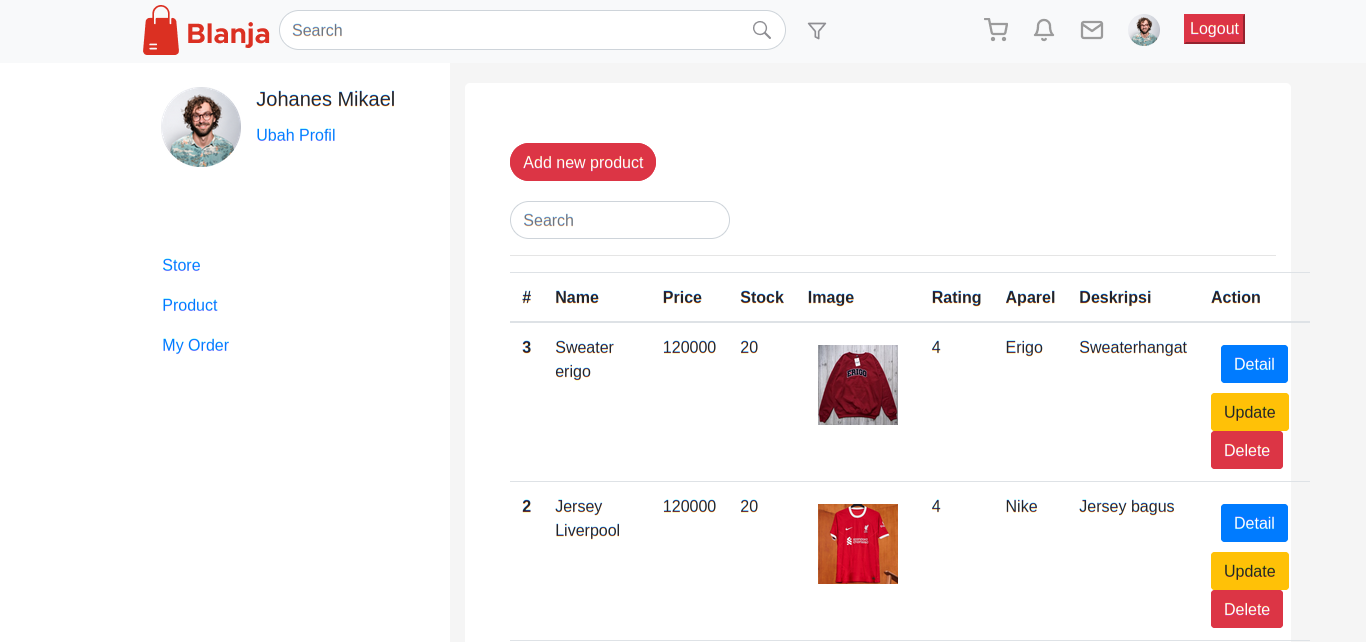 Blanja
Search
Logout
Johanes Mikael
Ubah Profil
Store
Product
My Order
Add new product
Search
# Name Price Stock Image Rating Aparel Deskripsi Action
3 Sweater erigo 120000 20 ERIGO 4 Erigo Sweaterhangat Detail
Update
Delete
2 Jersey Liverpool 120000 20 4 Nike Jersey bagus Detail
Update
Delete